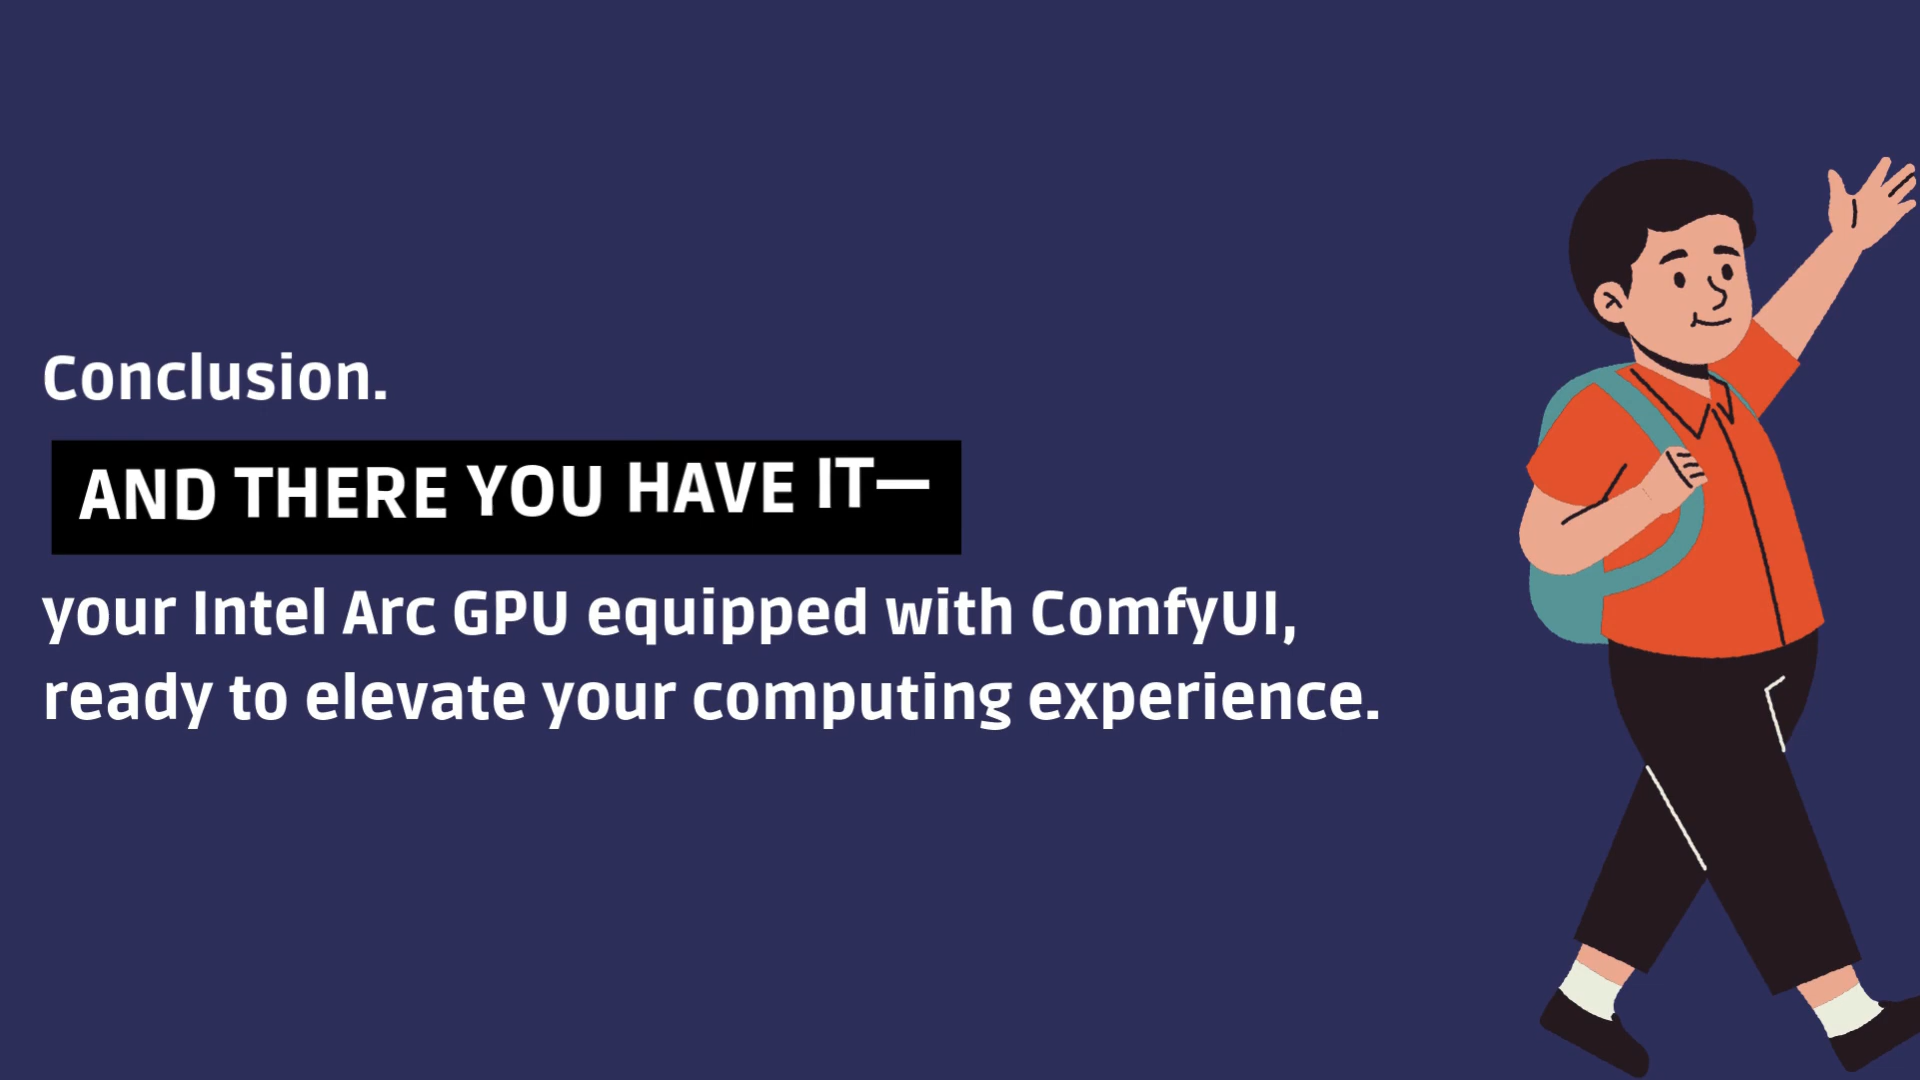 Conclusion.
AND THERE YOU HAVE IT—
your Intel Arc GPU equipped with ComfyUI,
ready to elevate your computing experience.